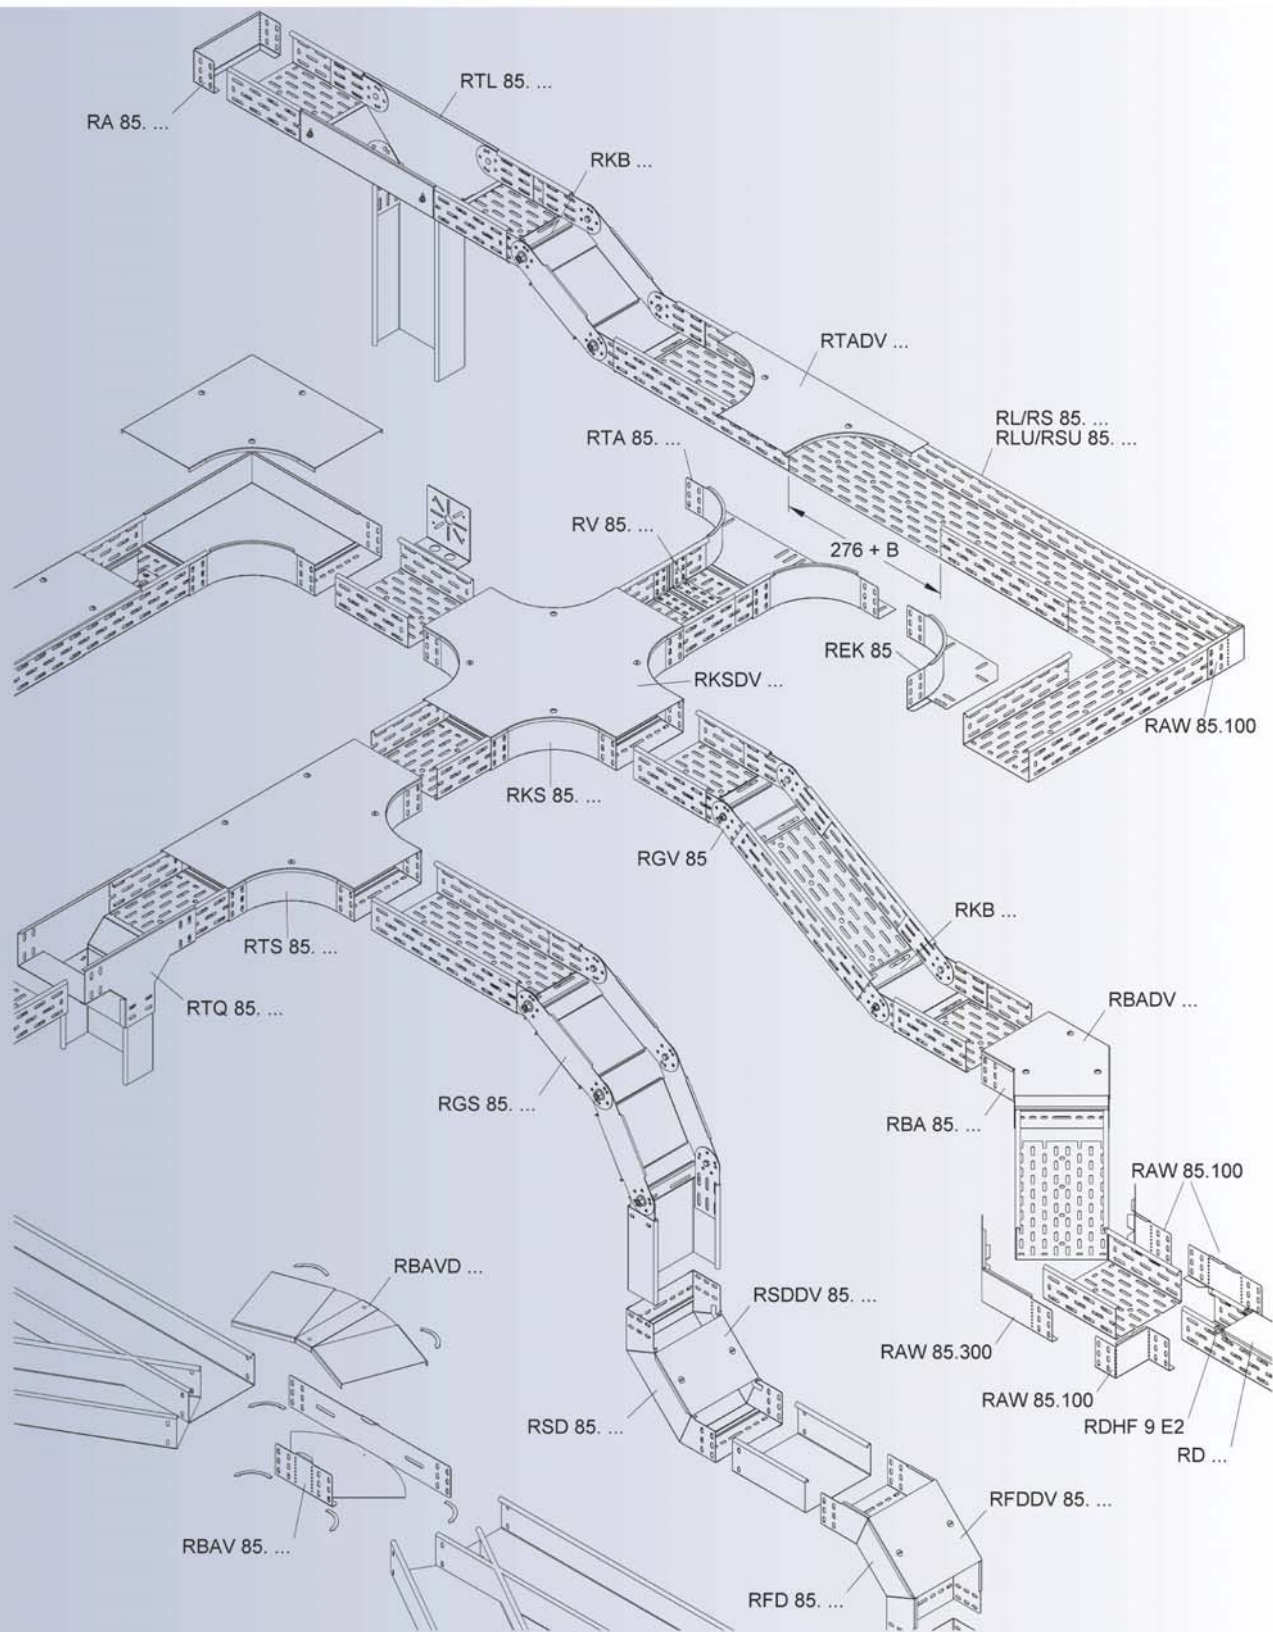 RTL 85. ...
RA 85. ...
RKB ...
RTADV ...
RL/RS 85. ...
RLU/RSU 85. ...
RTA 85. ...
RV 85. ...
276 + B
REK 85
RKSDV ...
RAW 85.100
RKS 85. ...
RGV 85
RKB ...
RTS 85. ...
RTQ 85. ...
RBADV ...
RGS 85. ...
RBA 85. ...
RAW 85.100
RBAVD ...
RSDDV 85. ...
RAW 85.300
RAW 85.100
RSD 85. ...
RDHF 9 E2
RD ...
RFDDV 85. ...
RBAV 85. ...
RFD 85. ...